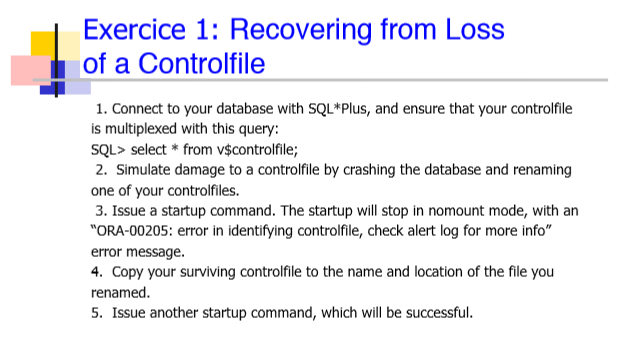 Exercice 1: Recovering from Loss
of a Controlfile
1. Connect to your database with SQL*Plus, and ensure that your controlfile
is multiplexed with this query:
SQL> select * from v$controlfile;
2. Simulate damage to a controlfile by crashing the database and renaming
one of your controlfiles.
3. Issue a startup command. The startup will stop in nomount mode, with an
“ORA-00205: error in identifying controlfile, check alert log for more info”
error message.
4. Copy your surviving controlfile to the name and location of the file you
renamed.
5. Issue another startup command, which will be successful.